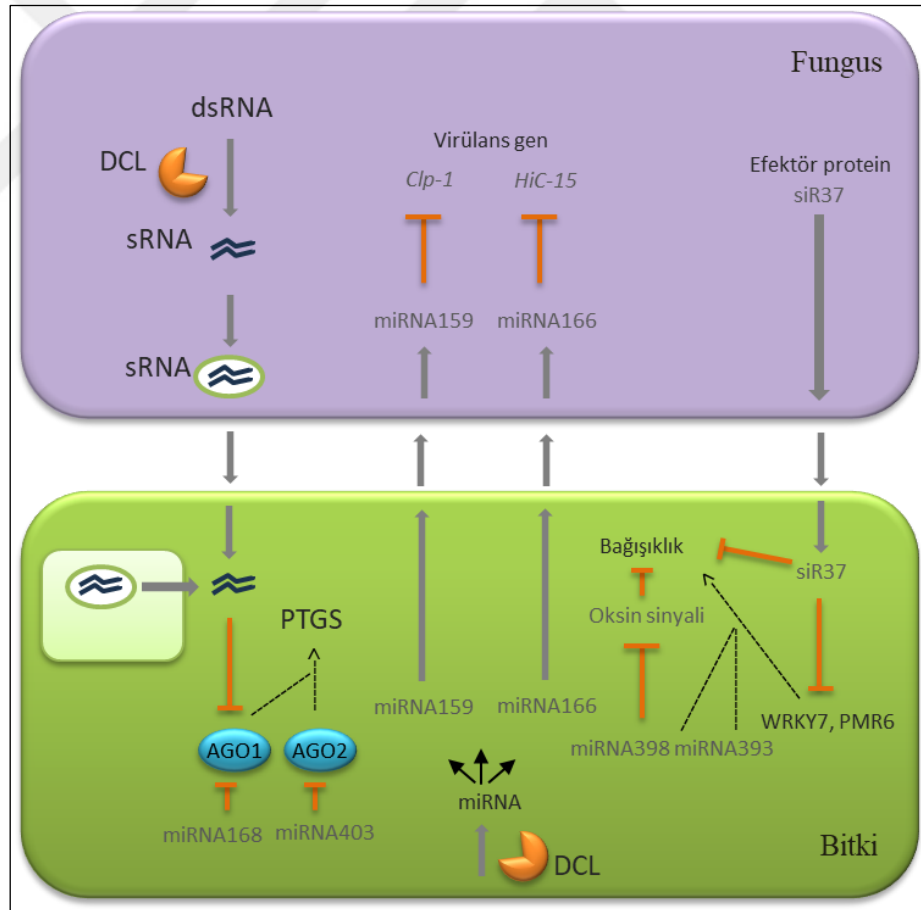 Fungus
dsRNA
DCL
sRNA
sRNA
Virülans gen
Clp-1
HiC-15
miRNA159
miRNA166
Efektör protein
siR37
PTGS
AGO1
AGO2
miRNA168
miRNA403
miRNA159
miRNA166
miRNA
DCL
Bağışıklık
Oksin sinyali
miRNA398
miRNA393
siR37
WRKY7, PMR6
Bitki